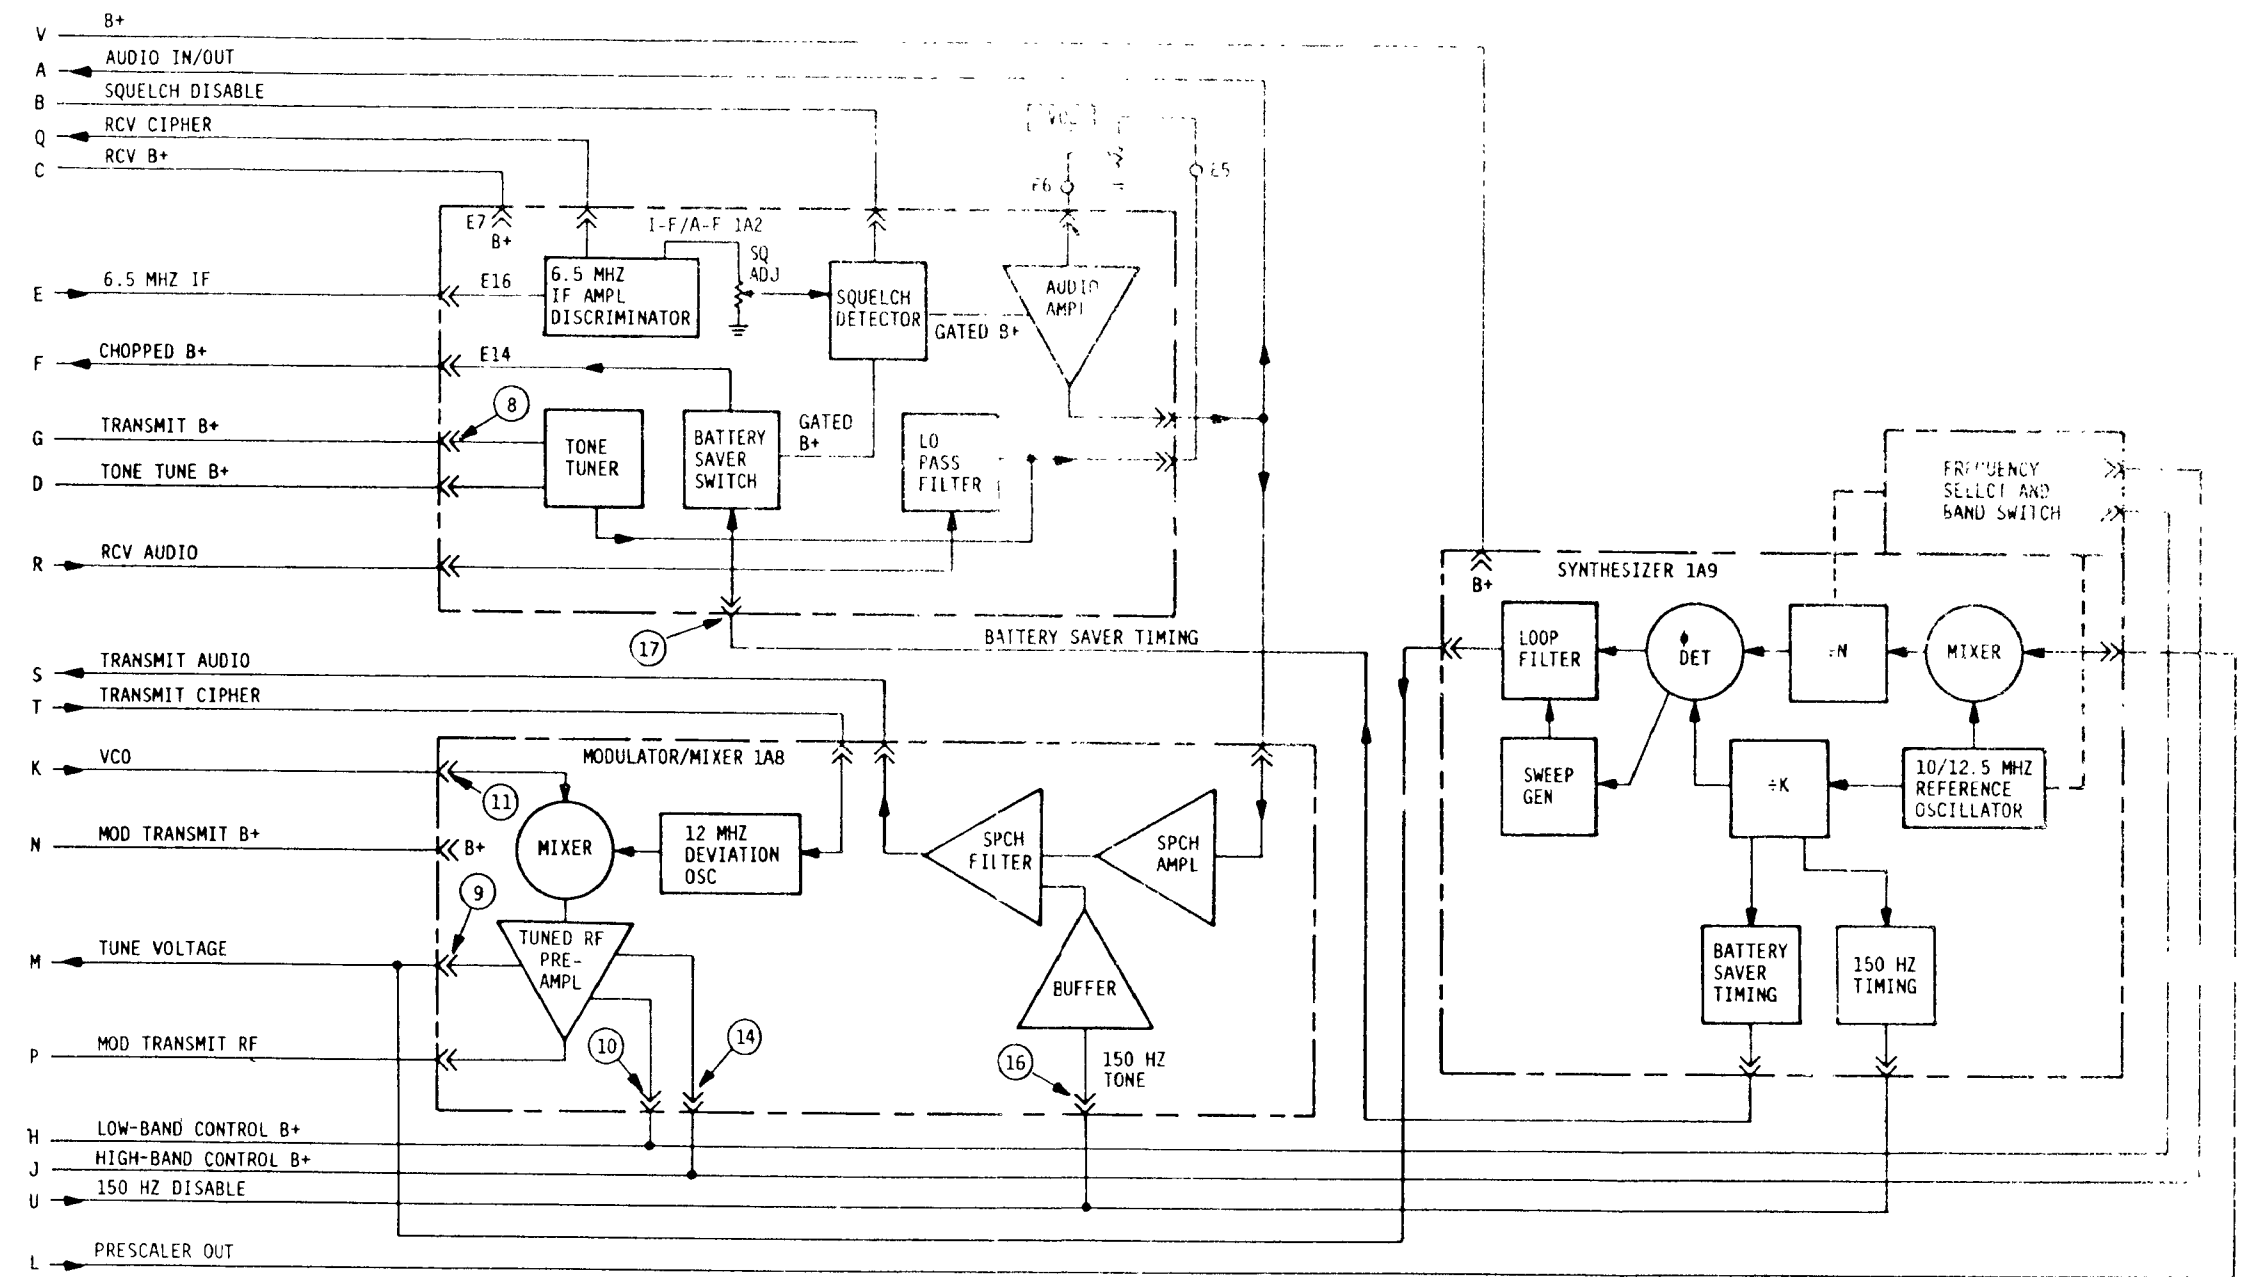 V B+
A AUDIO IN/OUT
B SQUELCH DISABLE
Q RCV CIPHER
C RCV B+
VOL
E6
E5
E7
B+
I-F/A-F 1A2
E 6.5 MHZ IF
E16
6.5 MHZ
IF AMPL
DISCRIMINATOR
SQ
ADJ
SQUELCH
DETECTOR
GATED B+
AUDIO
AMPL
F CHOPPED B+
E14
8
G TRANSMIT B+
D TONE TUNE B+
TONE
TUNER
BATTERY
SAVER
SWITCH
GATED
B+
LO
PASS
FILTER
R RCV AUDIO
17
BATTERY SAVER TIMING
FREQUENCY
SELECT AND
BAND SWITCH
B+
SYNTHESIZER 1A9
LOOP
FILTER
ϕ
DET
÷N
MIXER
SWEEP
GEN
÷K
10/12.5 MHZ
REFERENCE
OSCILLATOR
BATTERY
SAVER
TIMING
150 HZ
TIMING
S TRANSMIT AUDIO
T TRANSMIT CIPHER
MODULATOR/MIXER 1A8
K VCO
11
N MOD TRANSMIT B+
B+
MIXER
12 MHZ
DEVIATION
OSC
SPCH
FILTER
SPCH
AMPL
9
M TUNE VOLTAGE
TUNED RF
PRE-
AMPL
BUFFER
P MOD TRANSMIT RF
10
14
16
150 HZ
TONE
H LOW-BAND CONTROL B+
J HIGH-BAND CONTROL B+
U 150 HZ DISABLE
L PRESCALER OUT